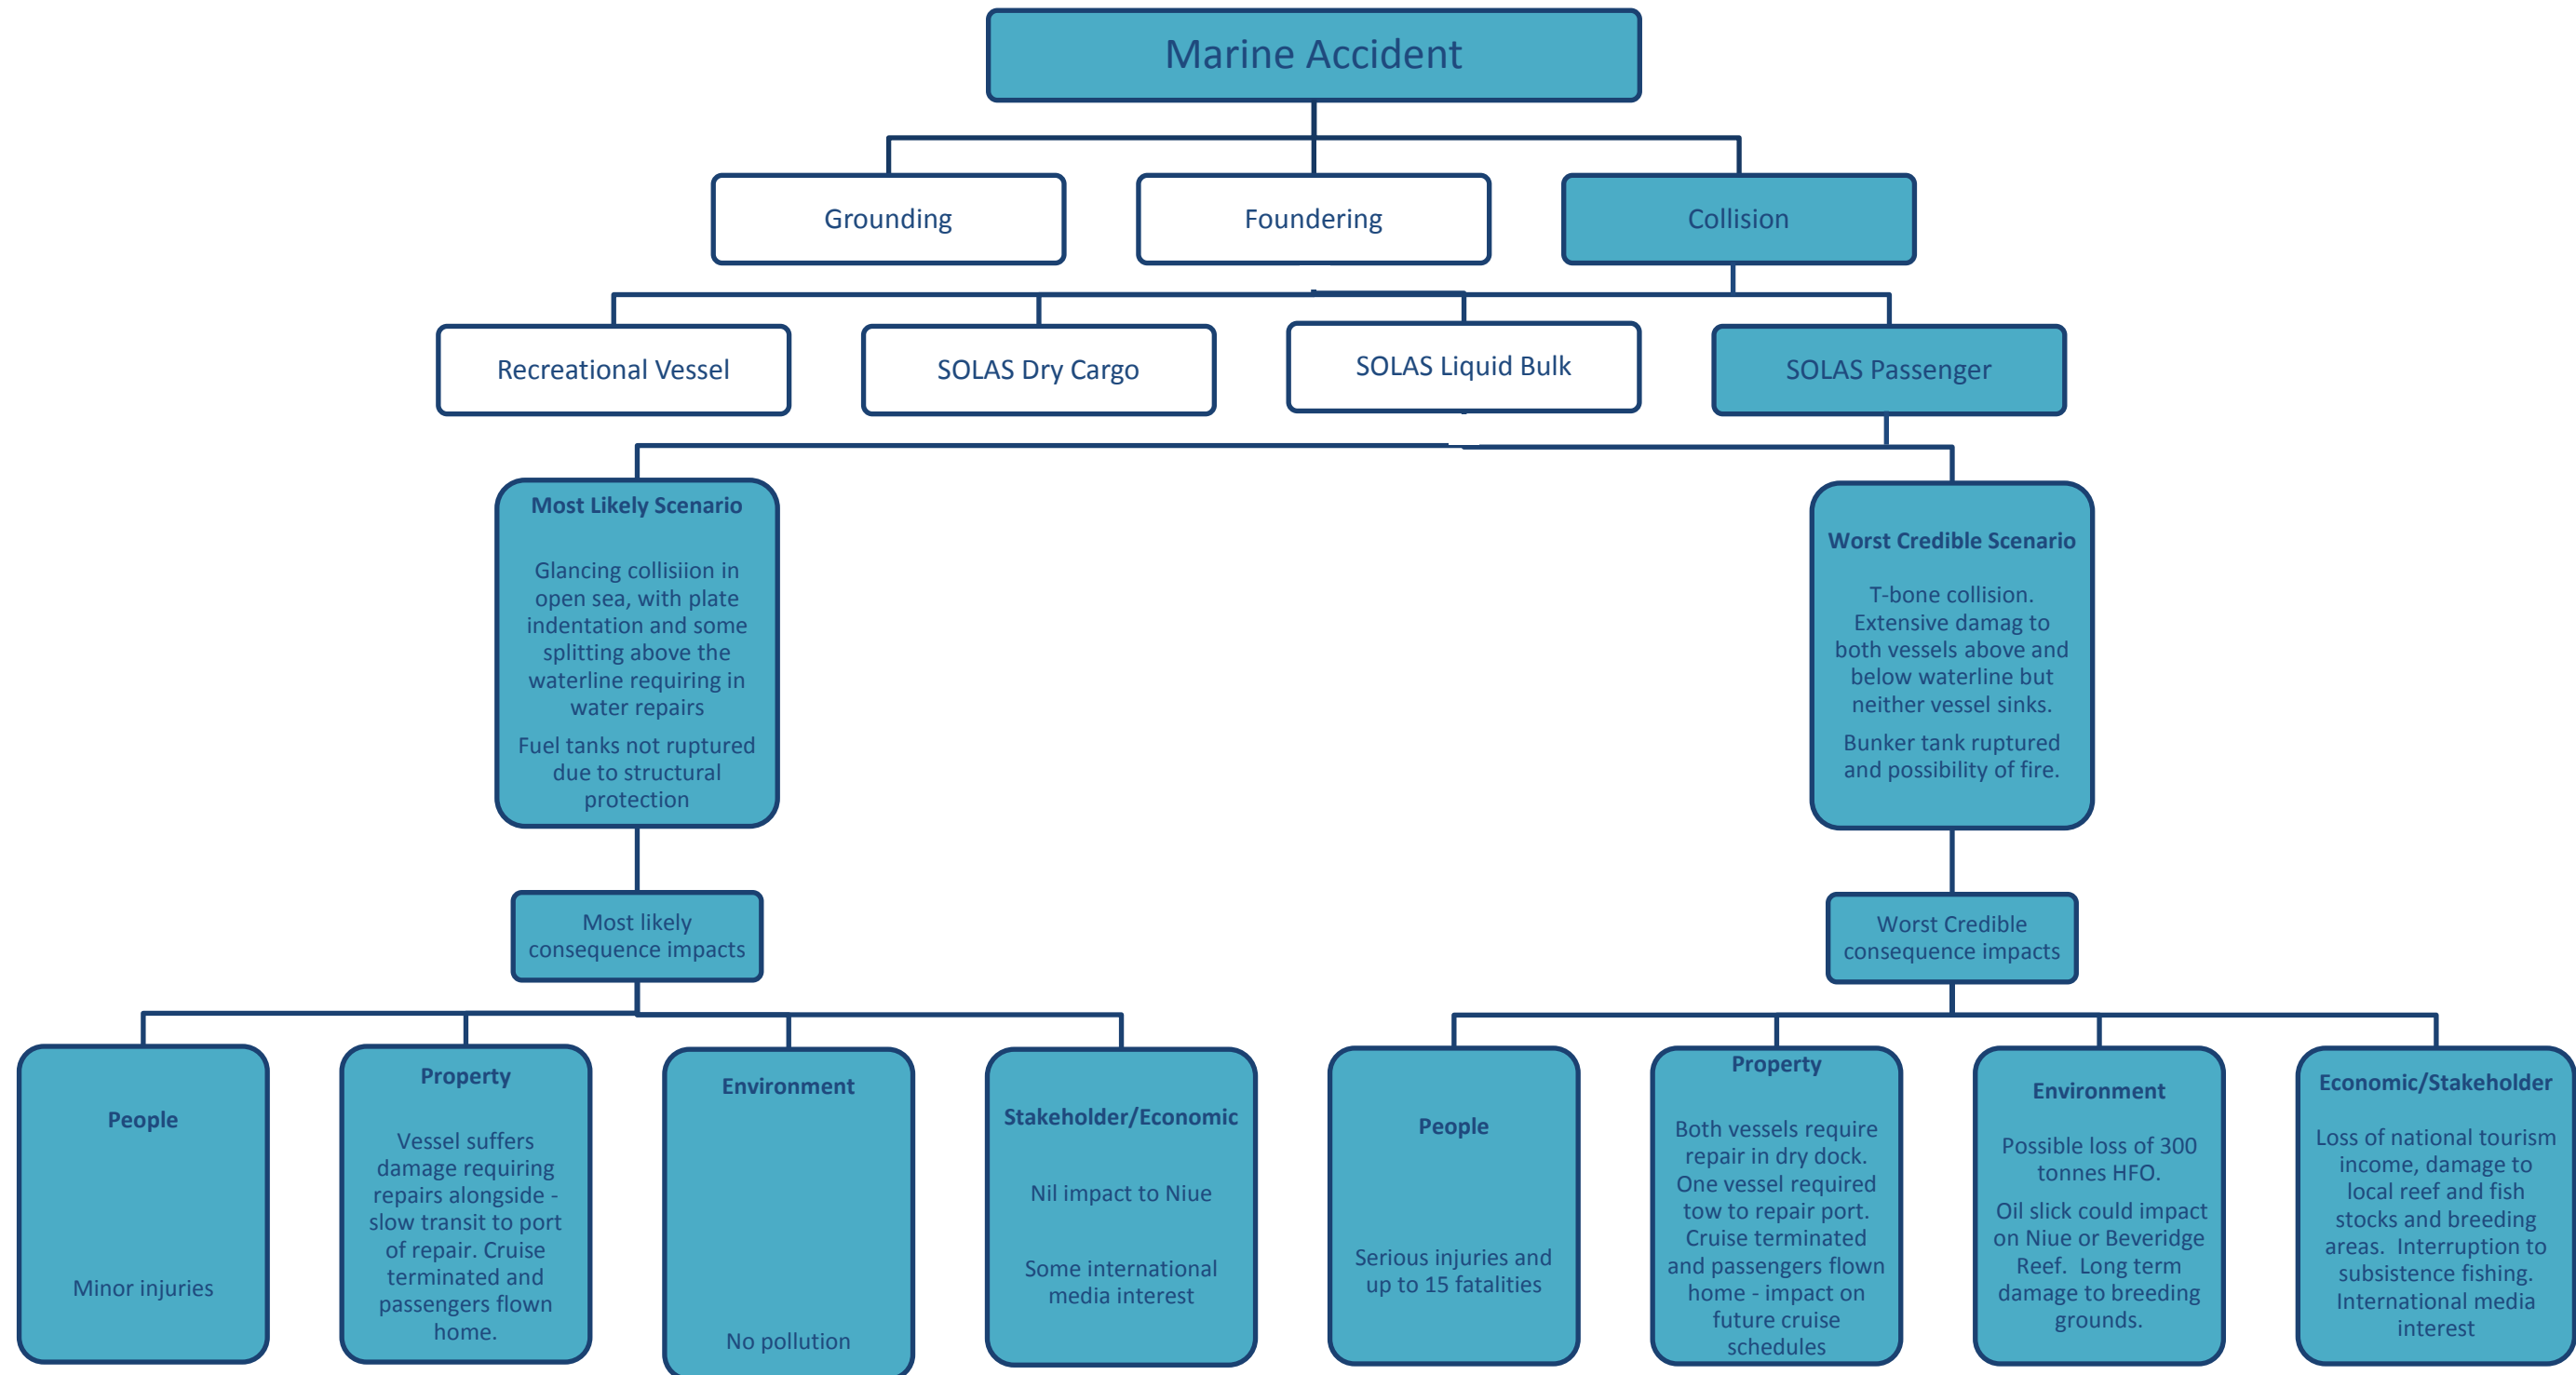 Marine Accident
Grounding
Foundering
Collision
Recreational Vessel
SOLAS Dry Cargo
SOLAS Liquid Bulk
SOLAS Passenger
Most Likely Scenario
Glancing collisiion in
open sea, with plate
indentation and some
splitting above the
waterline requiring in
water repairs
Fuel tanks not ruptured
due to structural
protection
Worst Credible Scenario
T-bone collision.
Extensive damag to
both vessels above and
below waterline but
neither vessel sinks.
Bunker tank ruptured
and possibility of fire.
Most likely
consequence impacts
Worst Credible
consequence impacts
People
Minor injuries
Property
Vessel suffers
damage requiring
repairs alongside -
slow transit to port
of repair. Cruise
terminated and
passengers flown
home.
Environment
No pollution
Stakeholder/Economic
Nil impact to Niue
Some international
media interest
People
Serious injuries and
up to 15 fatalities
Property
Both vessels require
repair in dry dock.
One vessel required
tow to repair port.
Cruise terminated
and passengers flown
home - impact on
future cruise
schedules
Environment
Possible loss of 300
tonnes HFO.
Oil slick could impact
on Niue or Beveridge
Reef.  Long term
damage to breeding
grounds.
Economic/Stakeholder
Loss of national tourism
income, damage to
local reef and fish
stocks and breeding
areas.  Interruption to
subsistence fishing.
International media
interest